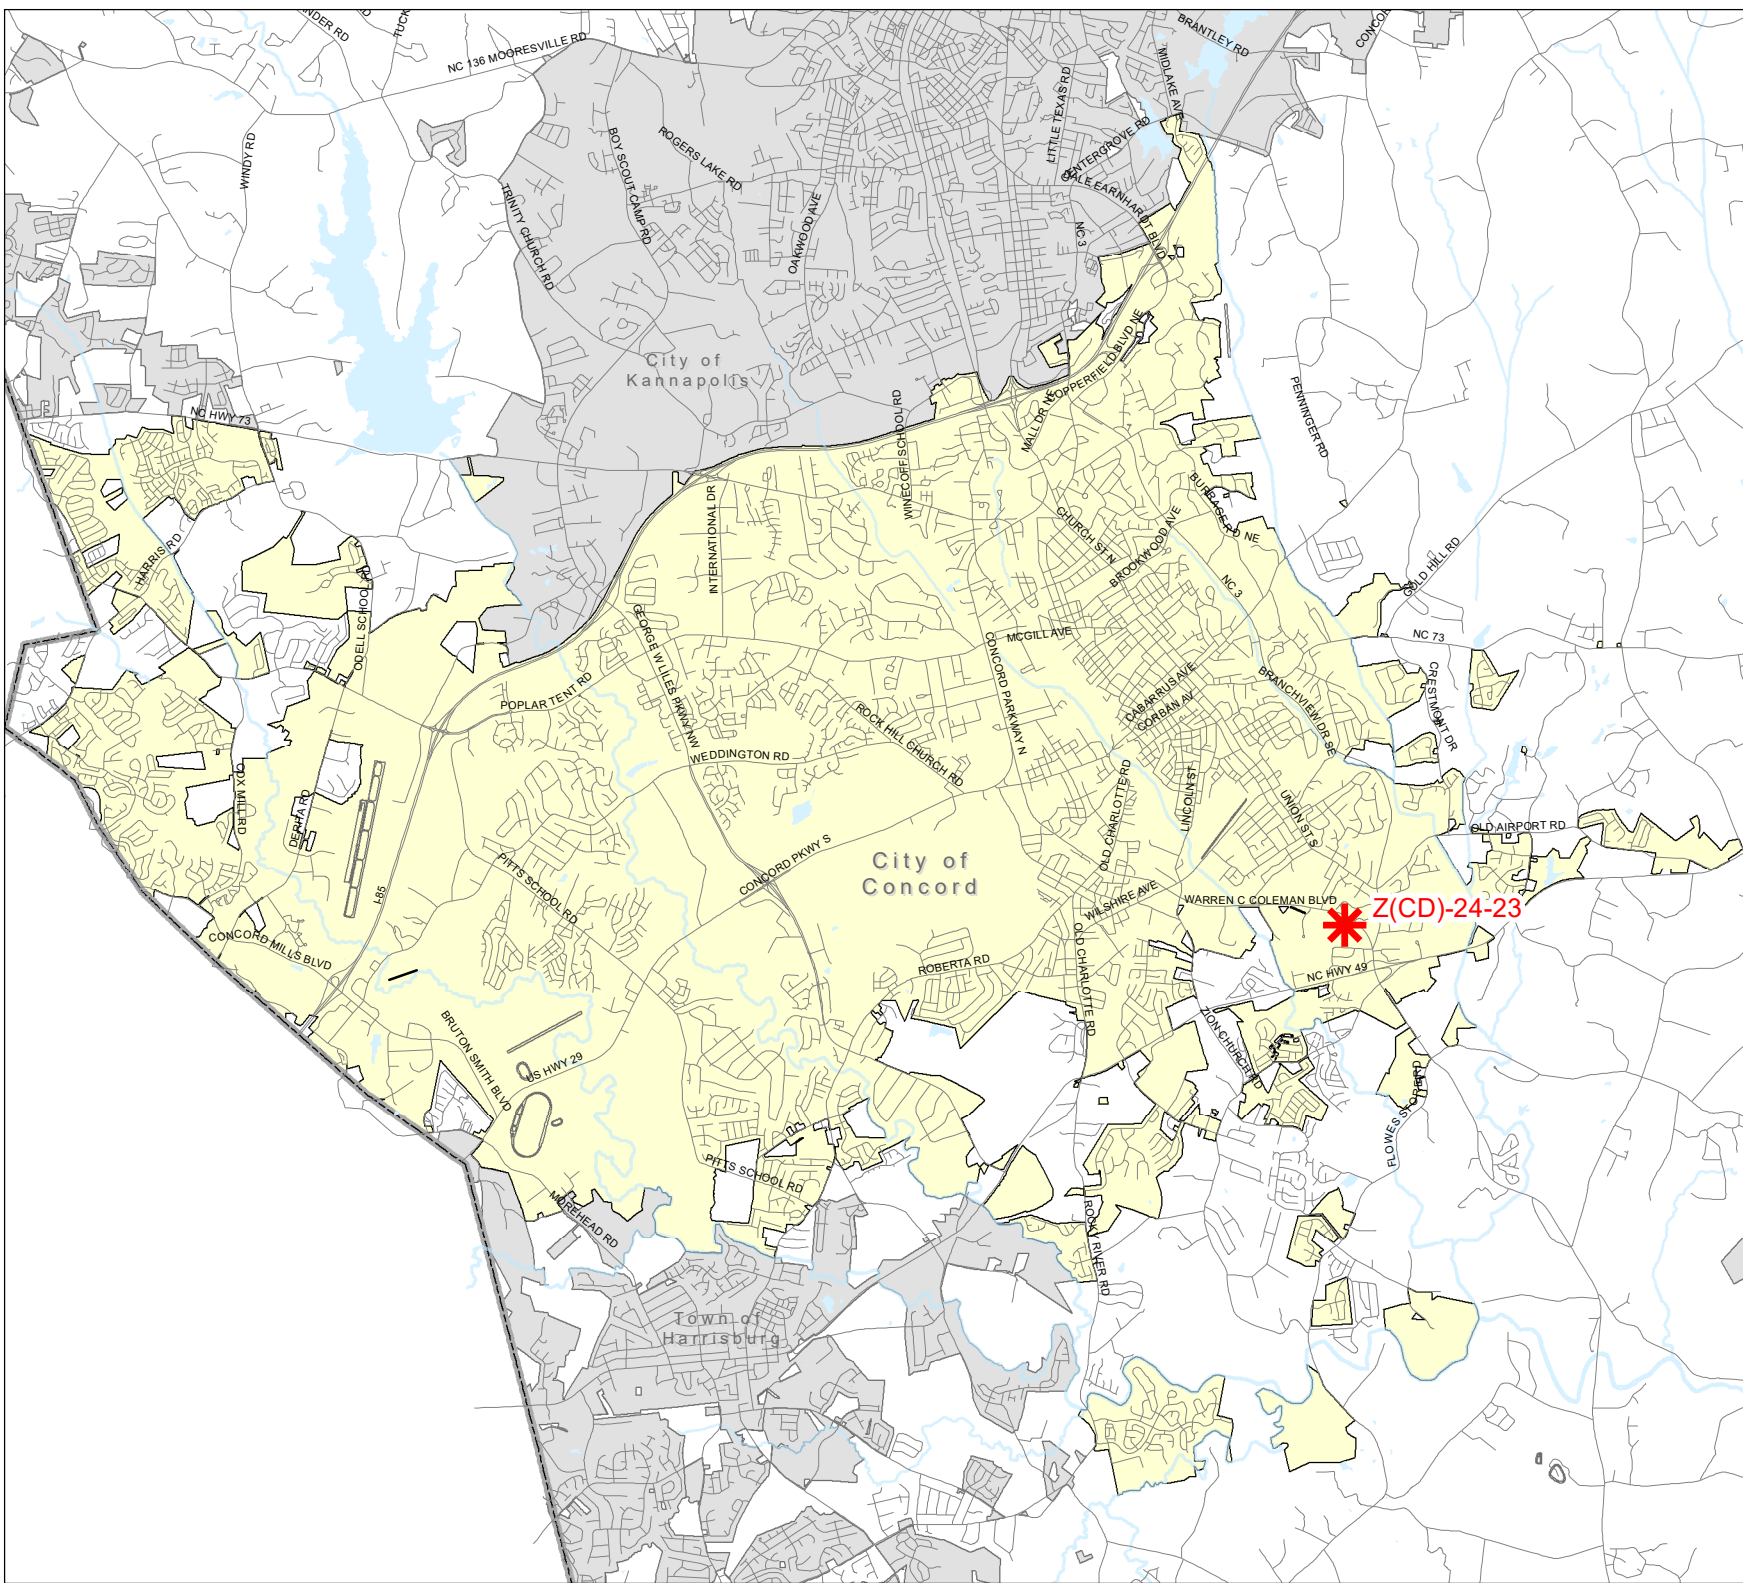 BRANTLEY RD
NC 136 MOORESVILLE RD
MIDLAKE AVE
LITTLE TEXAS RD
WINDY RD
BOY SCOUT CAMP RD
ROGERS LAKE RD
TRINITY CHURCH RD
OAKWOOD AVE
DALE EARNHARDT BLVD
NC 3
City of
Kannapolis
COPPERFIELD BLVD NE
MALL DR NE
PENNINGER RD
NC HWY 73
WINECOFF SCHOOL RD
INTERNATIONAL DR
BURRAGE RD NE
CHURCH ST N
BROOKWOOD AVE
HARRIS RD
GOLD HILL RD
NC 3
GEORGE W LILES PKWY NW
MCGILL AVE
CONCORD PARKWAY N
NC 73
CRESTMONT DR
POPLAR TENT RD
ROCK HILL CHURCH RD
CABARRUS AVE
CORBAN AV
BRANCHVIEW DR SE
WEDDINGTON RD
COX MILL RD
DERITA RD
OLD CHARLOTTE RD
LINCOLN ST
UNION ST S
OLD AIRPORT RD
I-85
PITTS SCHOOL RD
CONCORD PKWY S
City of
Concord
WILSHIRE AVE
WARREN C COLEMAN BLVD
Z(CD)-24-23
CONCORD MILLS BLVD
ROBERTA RD
OLD CHARLOTTE RD
NC HWY 49
ZION CHURCH RD
BRUTON SMITH BLVD
US HWY 29
PITTS SCHOOL RD
MOREHEAD RD
ROCKY RIVER RD
Town of
Harrisburg